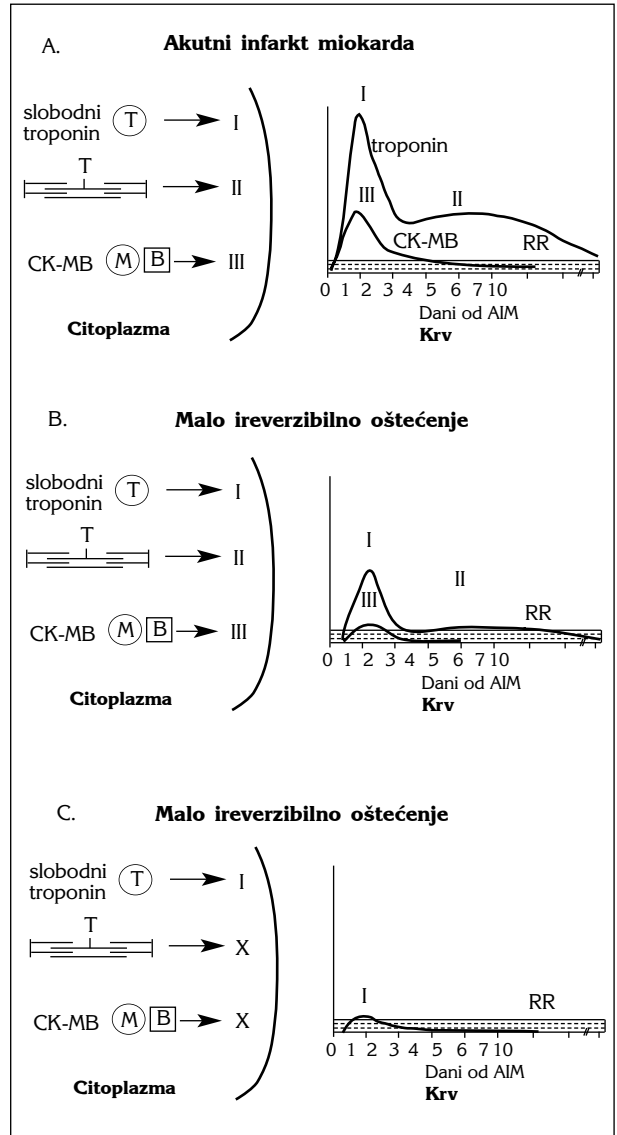 A. Akutni infarkt miokarda
slobodni
troponin
T
I
T
II
CK-MB M B III
Citoplazma
I
troponin
III
II
CK-MB
RR
0 1 2 3 4 5 6 7 10
Dani od AIM
Krv
B. Malo ireverzibilno oštećenje
slobodni
troponin
T
I
T
II
CK-MB M B III
Citoplazma
I
III
II
RR
0 1 2 3 4 5 6 7 10
Dani od AIM
Krv
C. Malo ireverzibilno oštećenje
slobodni
troponin
T
I
T
X
CK-MB M B X
Citoplazma
I
RR
0 1 2 3 4 5 6 7 10
Dani od AIM
Krv